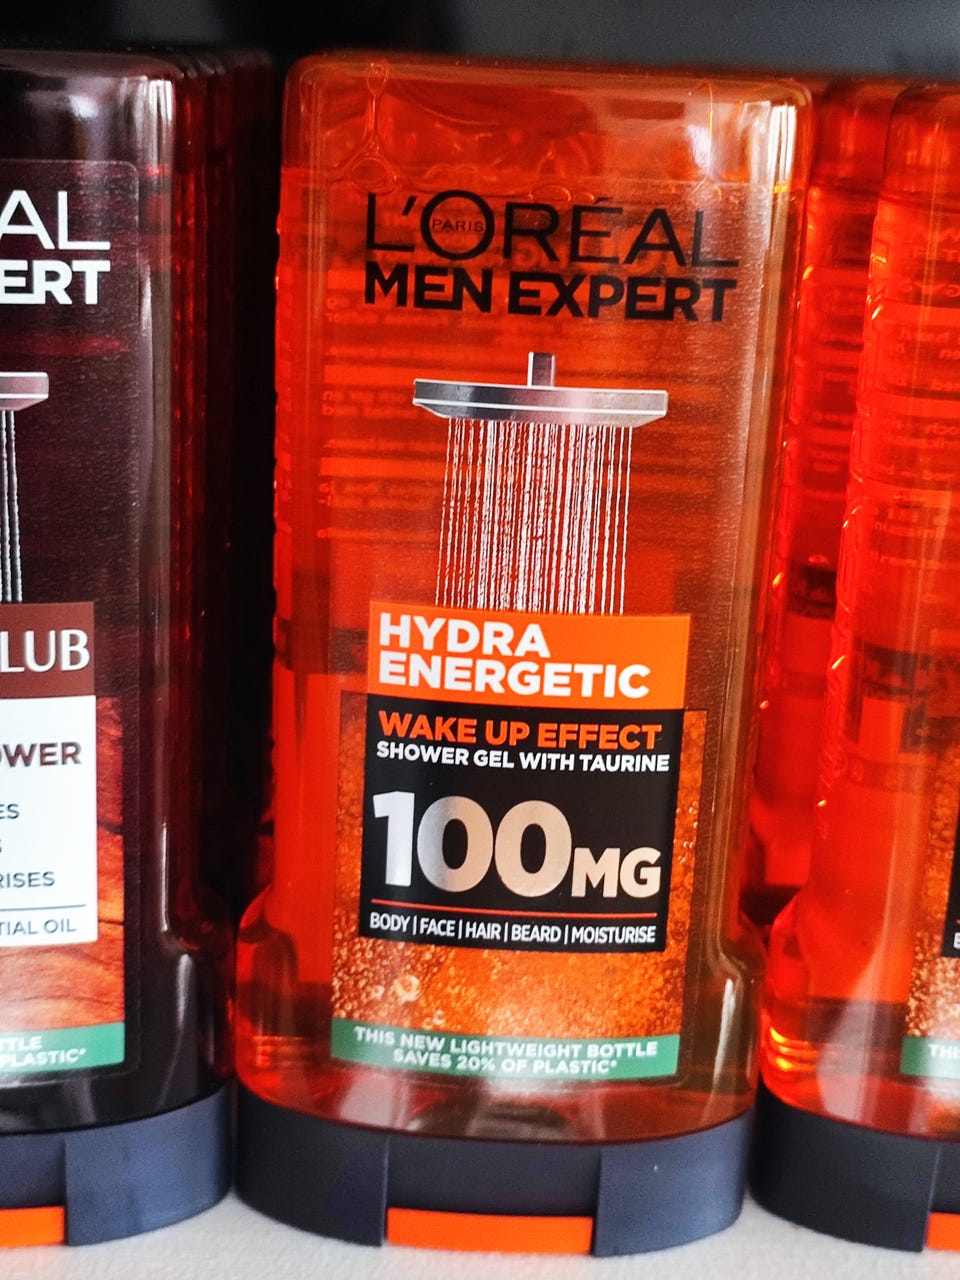 AL
ERT
LUB
OWER
ES
S
RISES
TIAL OIL
TTLE
PLASTIC*
L'ORÉAL
PARIS
MEN EXPERT
HYDRA
ENERGETIC
WAKE UP EFFECT
SHOWER GEL WITH TAURINE
100MG
BODY | FACE | HAIR | BEARD | MOISTURISE
THIS NEW LIGHTWEIGHT BOTTLE
SAVES 20% OF PLASTIC*
THIS